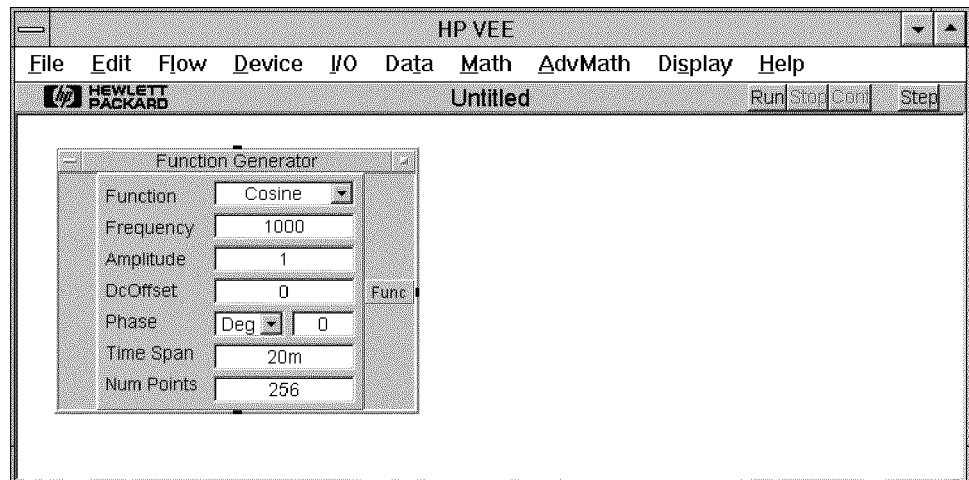 HP VEE
File Edit Flow Device I/O Data Math AdvMath Display Help
hp HEWLETT PACKARD Untitled Run Stop Cont Step
Function Generator
Function Cosine
Frequency 1000
Amplitude 1
DcOffset 0 Func
Phase Deg 0
Time Span 20m
Num Points 256